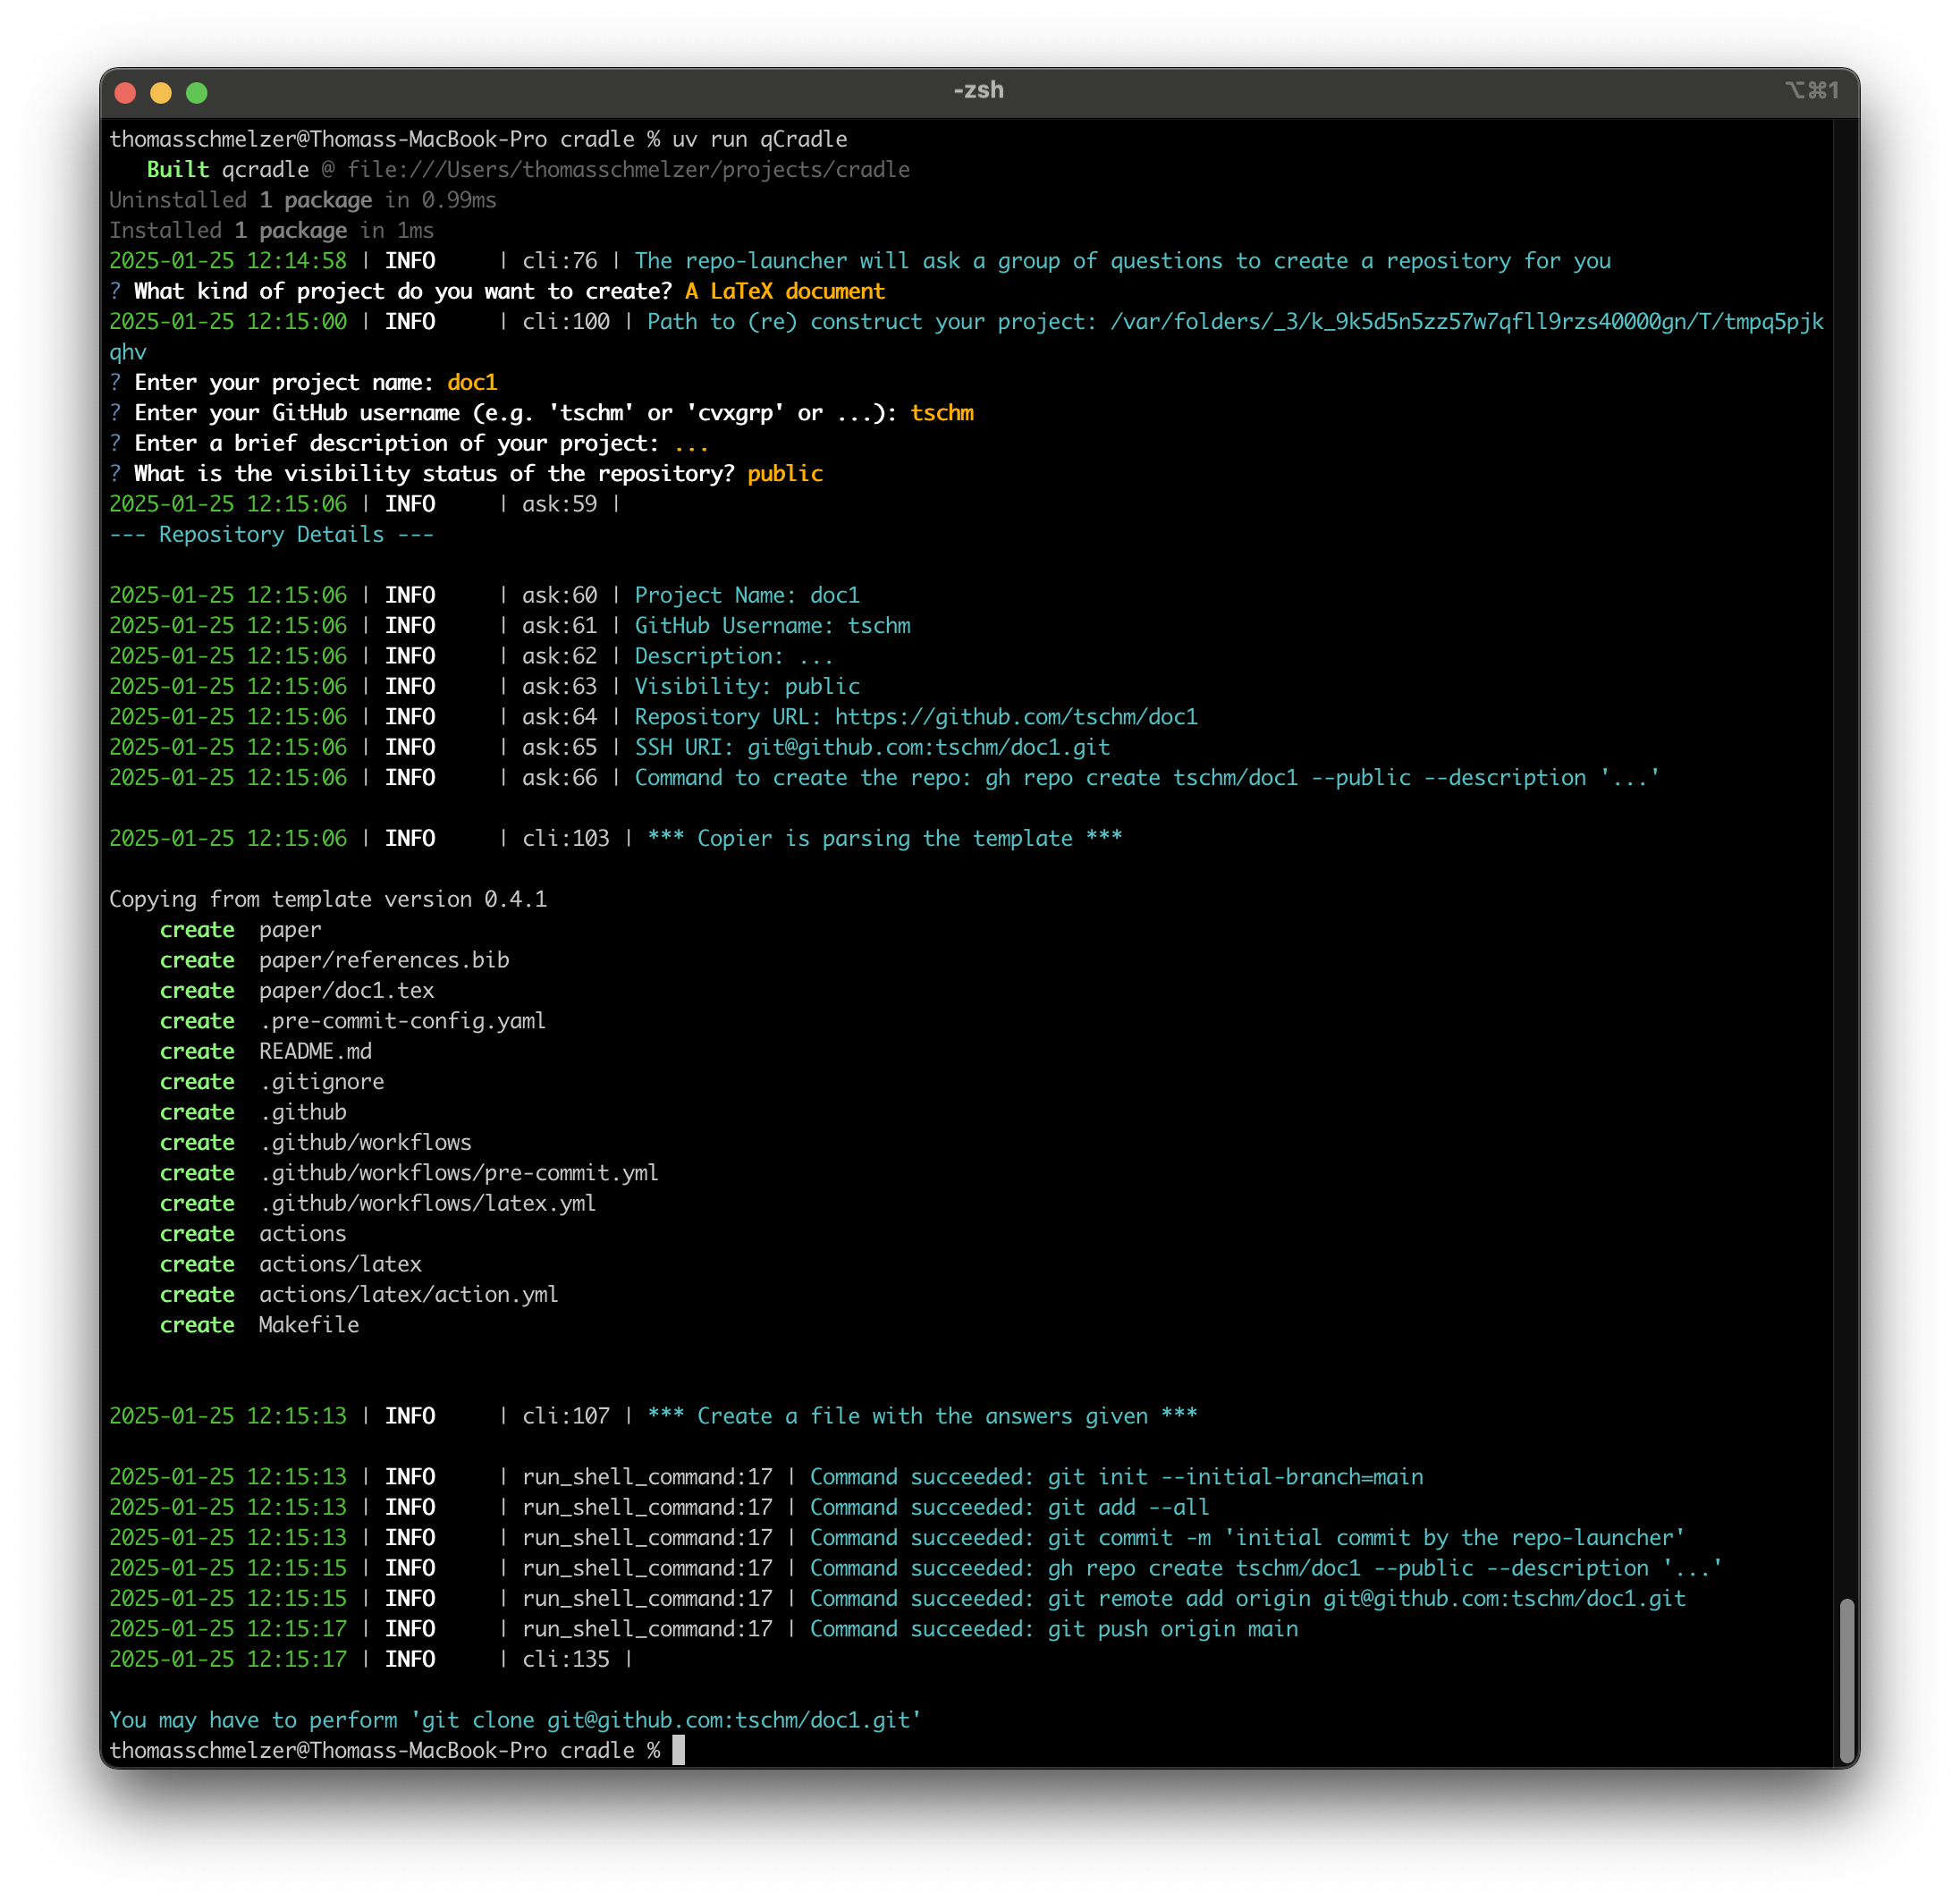 -zsh
⌥⌘1
thomasschmelzer@Thomass-MacBook-Pro cradle % uv run qCradle
Built qcradle @ file:///Users/thomasschmelzer/projects/cradle
Uninstalled 1 package in 0.99ms
Installed 1 package in 1ms
2025-01-25 12:14:58 | INFO     | cli:76 | The repo-launcher will ask a group of questions to create a repository for you
? What kind of project do you want to create? A LaTeX document
2025-01-25 12:15:00 | INFO     | cli:100 | Path to (re) construct your project: /var/folders/_3/k_9k5d5n5zz57w7qfll9rzs40000gn/T/tmpq5pjk
qhv
? Enter your project name: doc1
? Enter your GitHub username (e.g. 'tschm' or 'cvxgrp' or ...): tschm
? Enter a brief description of your project: ...
? What is the visibility status of the repository? public
2025-01-25 12:15:06 | INFO     | ask:59 |
--- Repository Details ---
2025-01-25 12:15:06 | INFO     | ask:60 | Project Name: doc1
2025-01-25 12:15:06 | INFO     | ask:61 | GitHub Username: tschm
2025-01-25 12:15:06 | INFO     | ask:62 | Description: ...
2025-01-25 12:15:06 | INFO     | ask:63 | Visibility: public
2025-01-25 12:15:06 | INFO     | ask:64 | Repository URL: https://github.com/tschm/doc1
2025-01-25 12:15:06 | INFO     | ask:65 | SSH URI: git@github.com:tschm/doc1.git
2025-01-25 12:15:06 | INFO     | ask:66 | Command to create the repo: gh repo create tschm/doc1 --public --description '...'
2025-01-25 12:15:06 | INFO     | cli:103 | *** Copier is parsing the template ***
Copying from template version 0.4.1
create  paper
create  paper/references.bib
create  paper/doc1.tex
create  .pre-commit-config.yaml
create  README.md
create  .gitignore
create  .github
create  .github/workflows
create  .github/workflows/pre-commit.yml
create  .github/workflows/latex.yml
create  actions
create  actions/latex
create  actions/latex/action.yml
create  Makefile
2025-01-25 12:15:13 | INFO     | cli:107 | *** Create a file with the answers given ***
2025-01-25 12:15:13 | INFO     | run_shell_command:17 | Command succeeded: git init --initial-branch=main
2025-01-25 12:15:13 | INFO     | run_shell_command:17 | Command succeeded: git add --all
2025-01-25 12:15:13 | INFO     | run_shell_command:17 | Command succeeded: git commit -m 'initial commit by the repo-launcher'
2025-01-25 12:15:15 | INFO     | run_shell_command:17 | Command succeeded: gh repo create tschm/doc1 --public --description '...'
2025-01-25 12:15:15 | INFO     | run_shell_command:17 | Command succeeded: git remote add origin git@github.com:tschm/doc1.git
2025-01-25 12:15:17 | INFO     | run_shell_command:17 | Command succeeded: git push origin main
2025-01-25 12:15:17 | INFO     | cli:135 |
You may have to perform 'git clone git@github.com:tschm/doc1.git'
thomasschmelzer@Thomass-MacBook-Pro cradle %